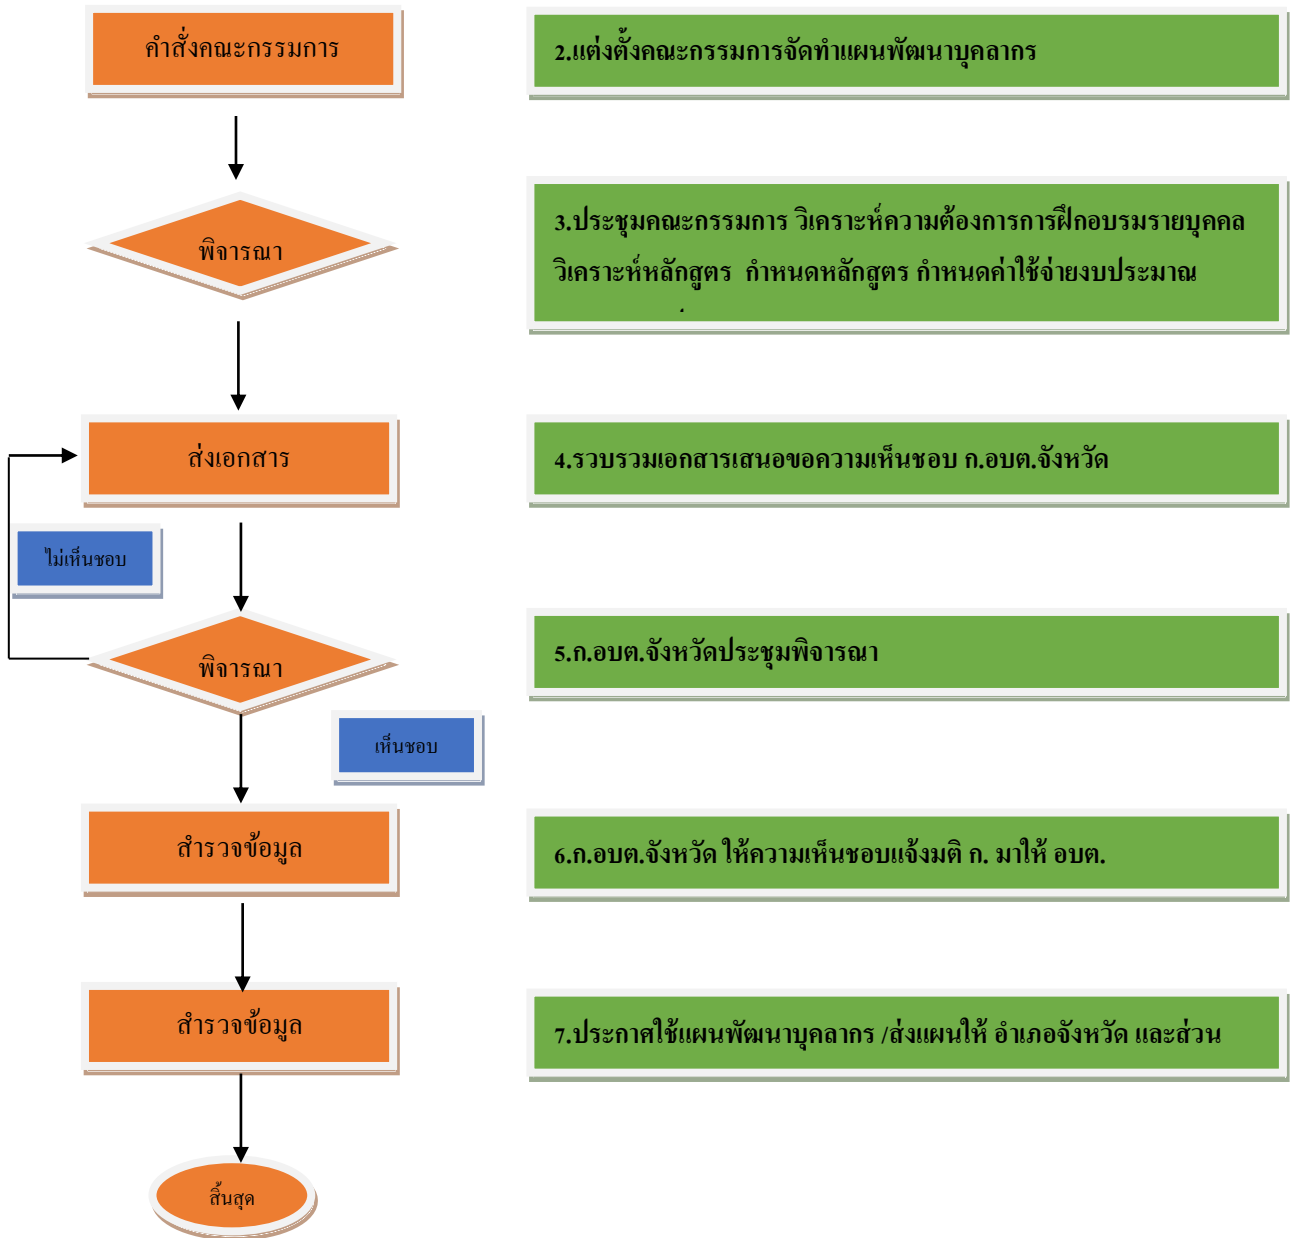 คำสั่งคณะกรรมการ
2.แต่งตั้งคณะกรรมการจัดทำแผนพัฒนาบุคลากร
พิจารณา
3.ประชุมคณะกรรมการ วิเคราะห์ความต้องการการฝึกอบรมรายบุคคล
วิเคราะห์หลักสูตร กำหนดหลักสูตร กำหนดค่าใช้จ่ายงบประมาณ
ส่งเอกสาร
4.รวบรวมเอกสารเสนอขอความเห็นชอบ ก.อบต.จังหวัด
ไม่เห็นชอบ
พิจารณา
5.ก.อบต.จังหวัดประชุมพิจารณา
เห็นชอบ
สำรวจข้อมูล
6.ก.อบต.จังหวัด ให้ความเห็นชอบแจ้งมติ ก. มาให้ อบต.
สำรวจข้อมูล
7.ประกาศใช้แผนพัฒนาบุคลากร /ส่งแผนให้ อำเภอจังหวัด และส่วน
สิ้นสุด